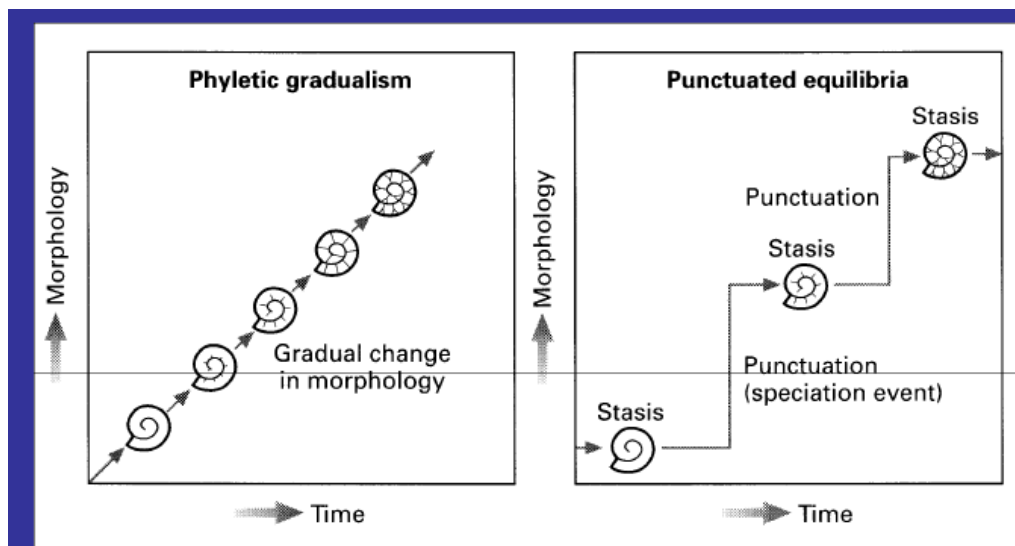 Phyletic gradualism
Morphology
Gradual change
in morphology
Time
Punctuated equilibria
Morphology
Stasis
Punctuation
Stasis
Punctuation
(speciation event)
Stasis
Time